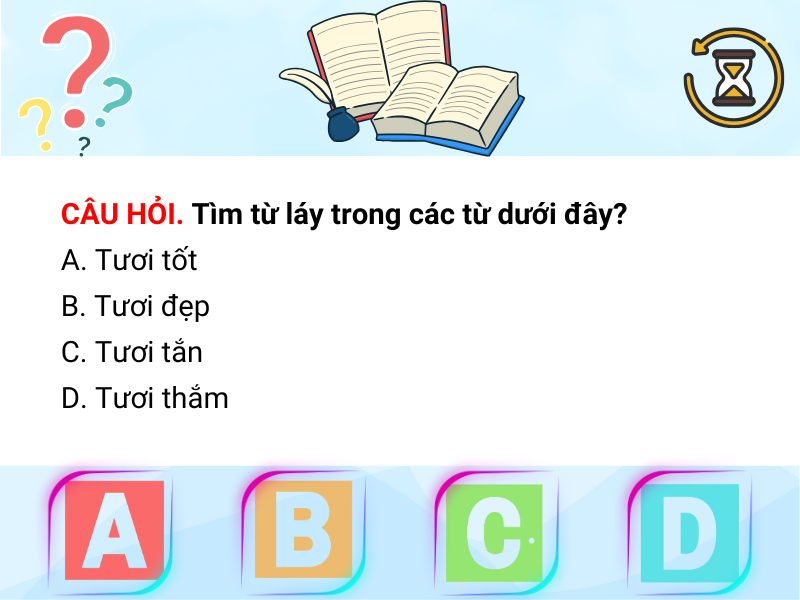 CÂU HỎI. Tìm từ láy trong các từ dưới đây?
A. Tươi tốt
B. Tươi đẹp
C. Tươi tắn
D. Tươi thắm
A B C D